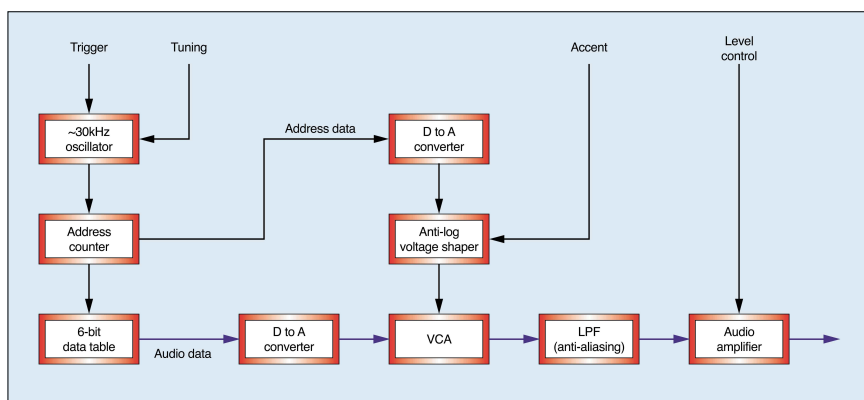 Trigger
Tuning
Accent
Level
control
~30kHz
oscillator
Address data
D to A
converter
Address
counter
Anti-log
voltage shaper
6-bit
data table
Audio data
D to A
converter
VCA
LPF
(anti-aliasing)
Audio
amplifier